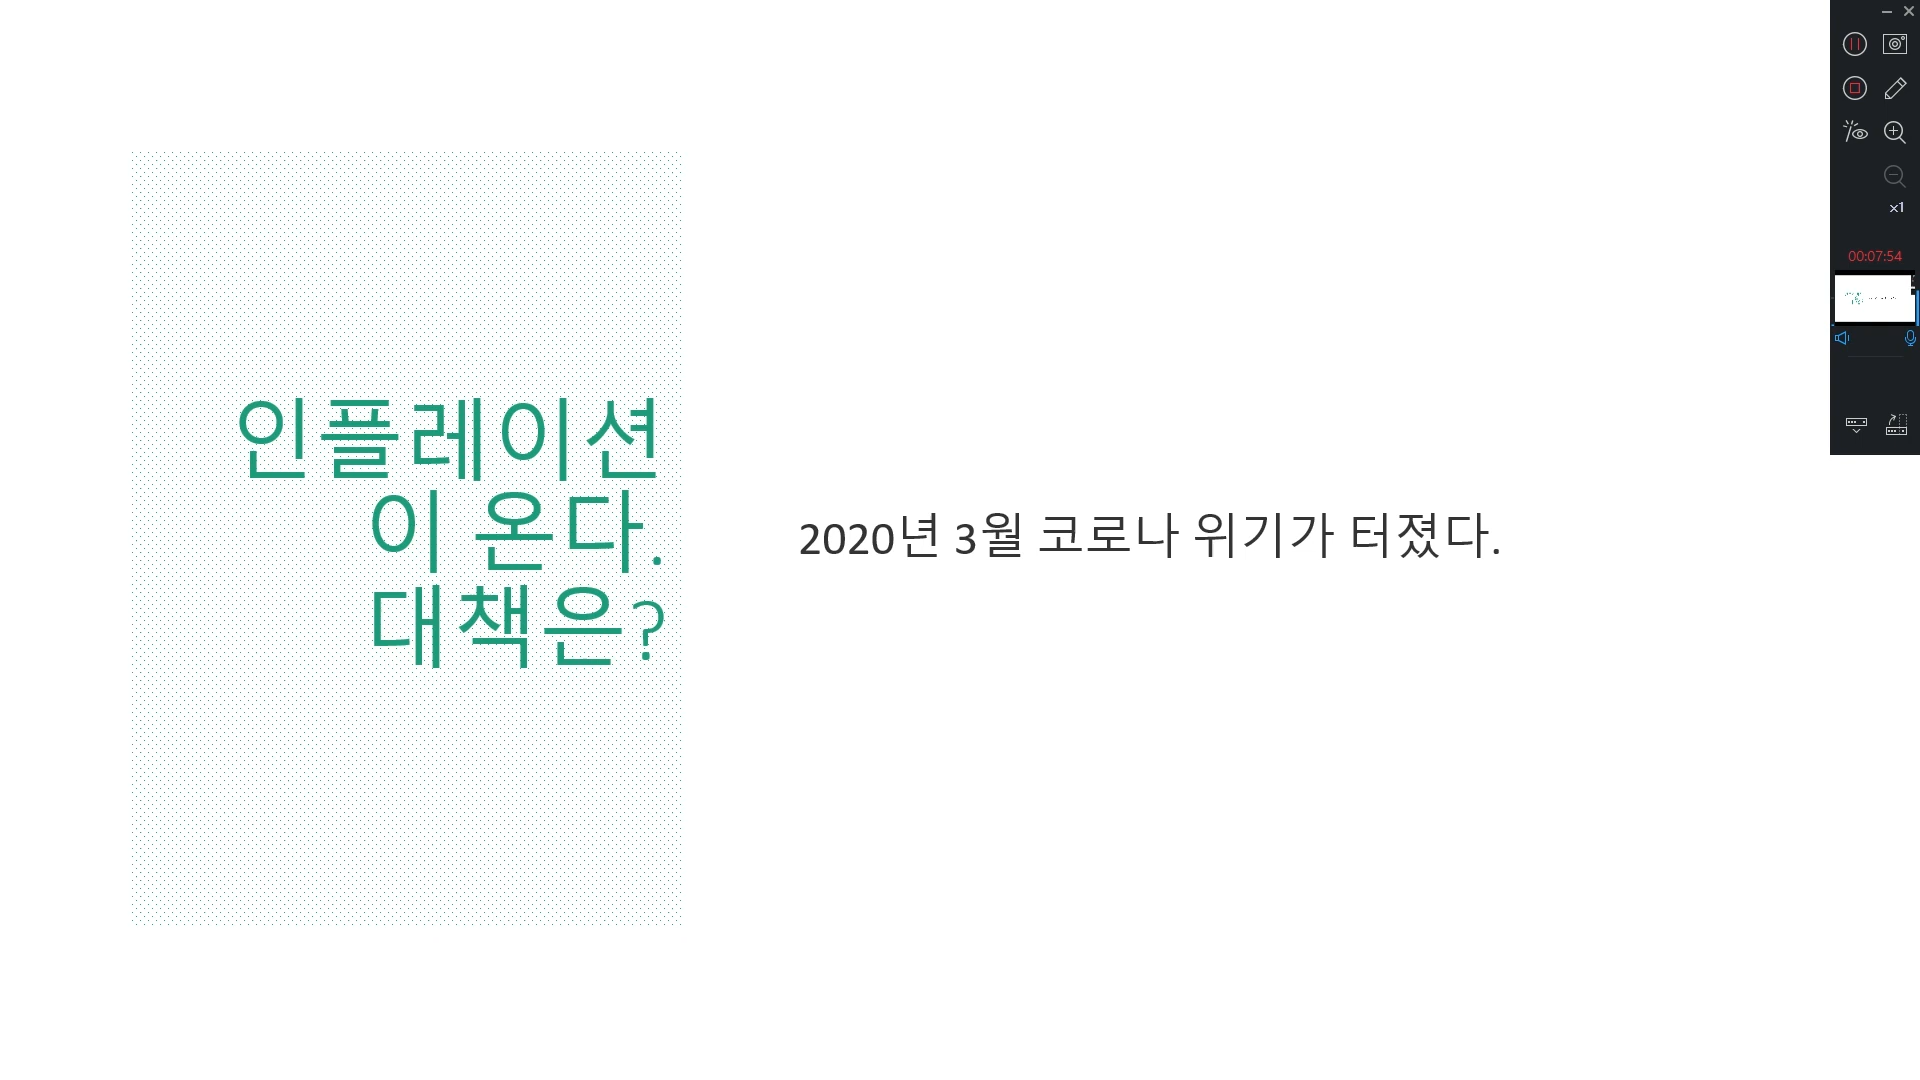 인플레이션
이 온다.
대책은?
2020년 3월 코로나 위기가 터졌다.
x1
00:07:54